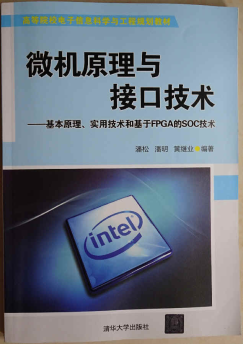 高等院校电子信息科学与工程规划教材
微机原理与
接口技术
——基本原理、实用技术和基于FPGA的SOC技术
潘松 潘明 黄继业 编著
intel
清华大学出版社